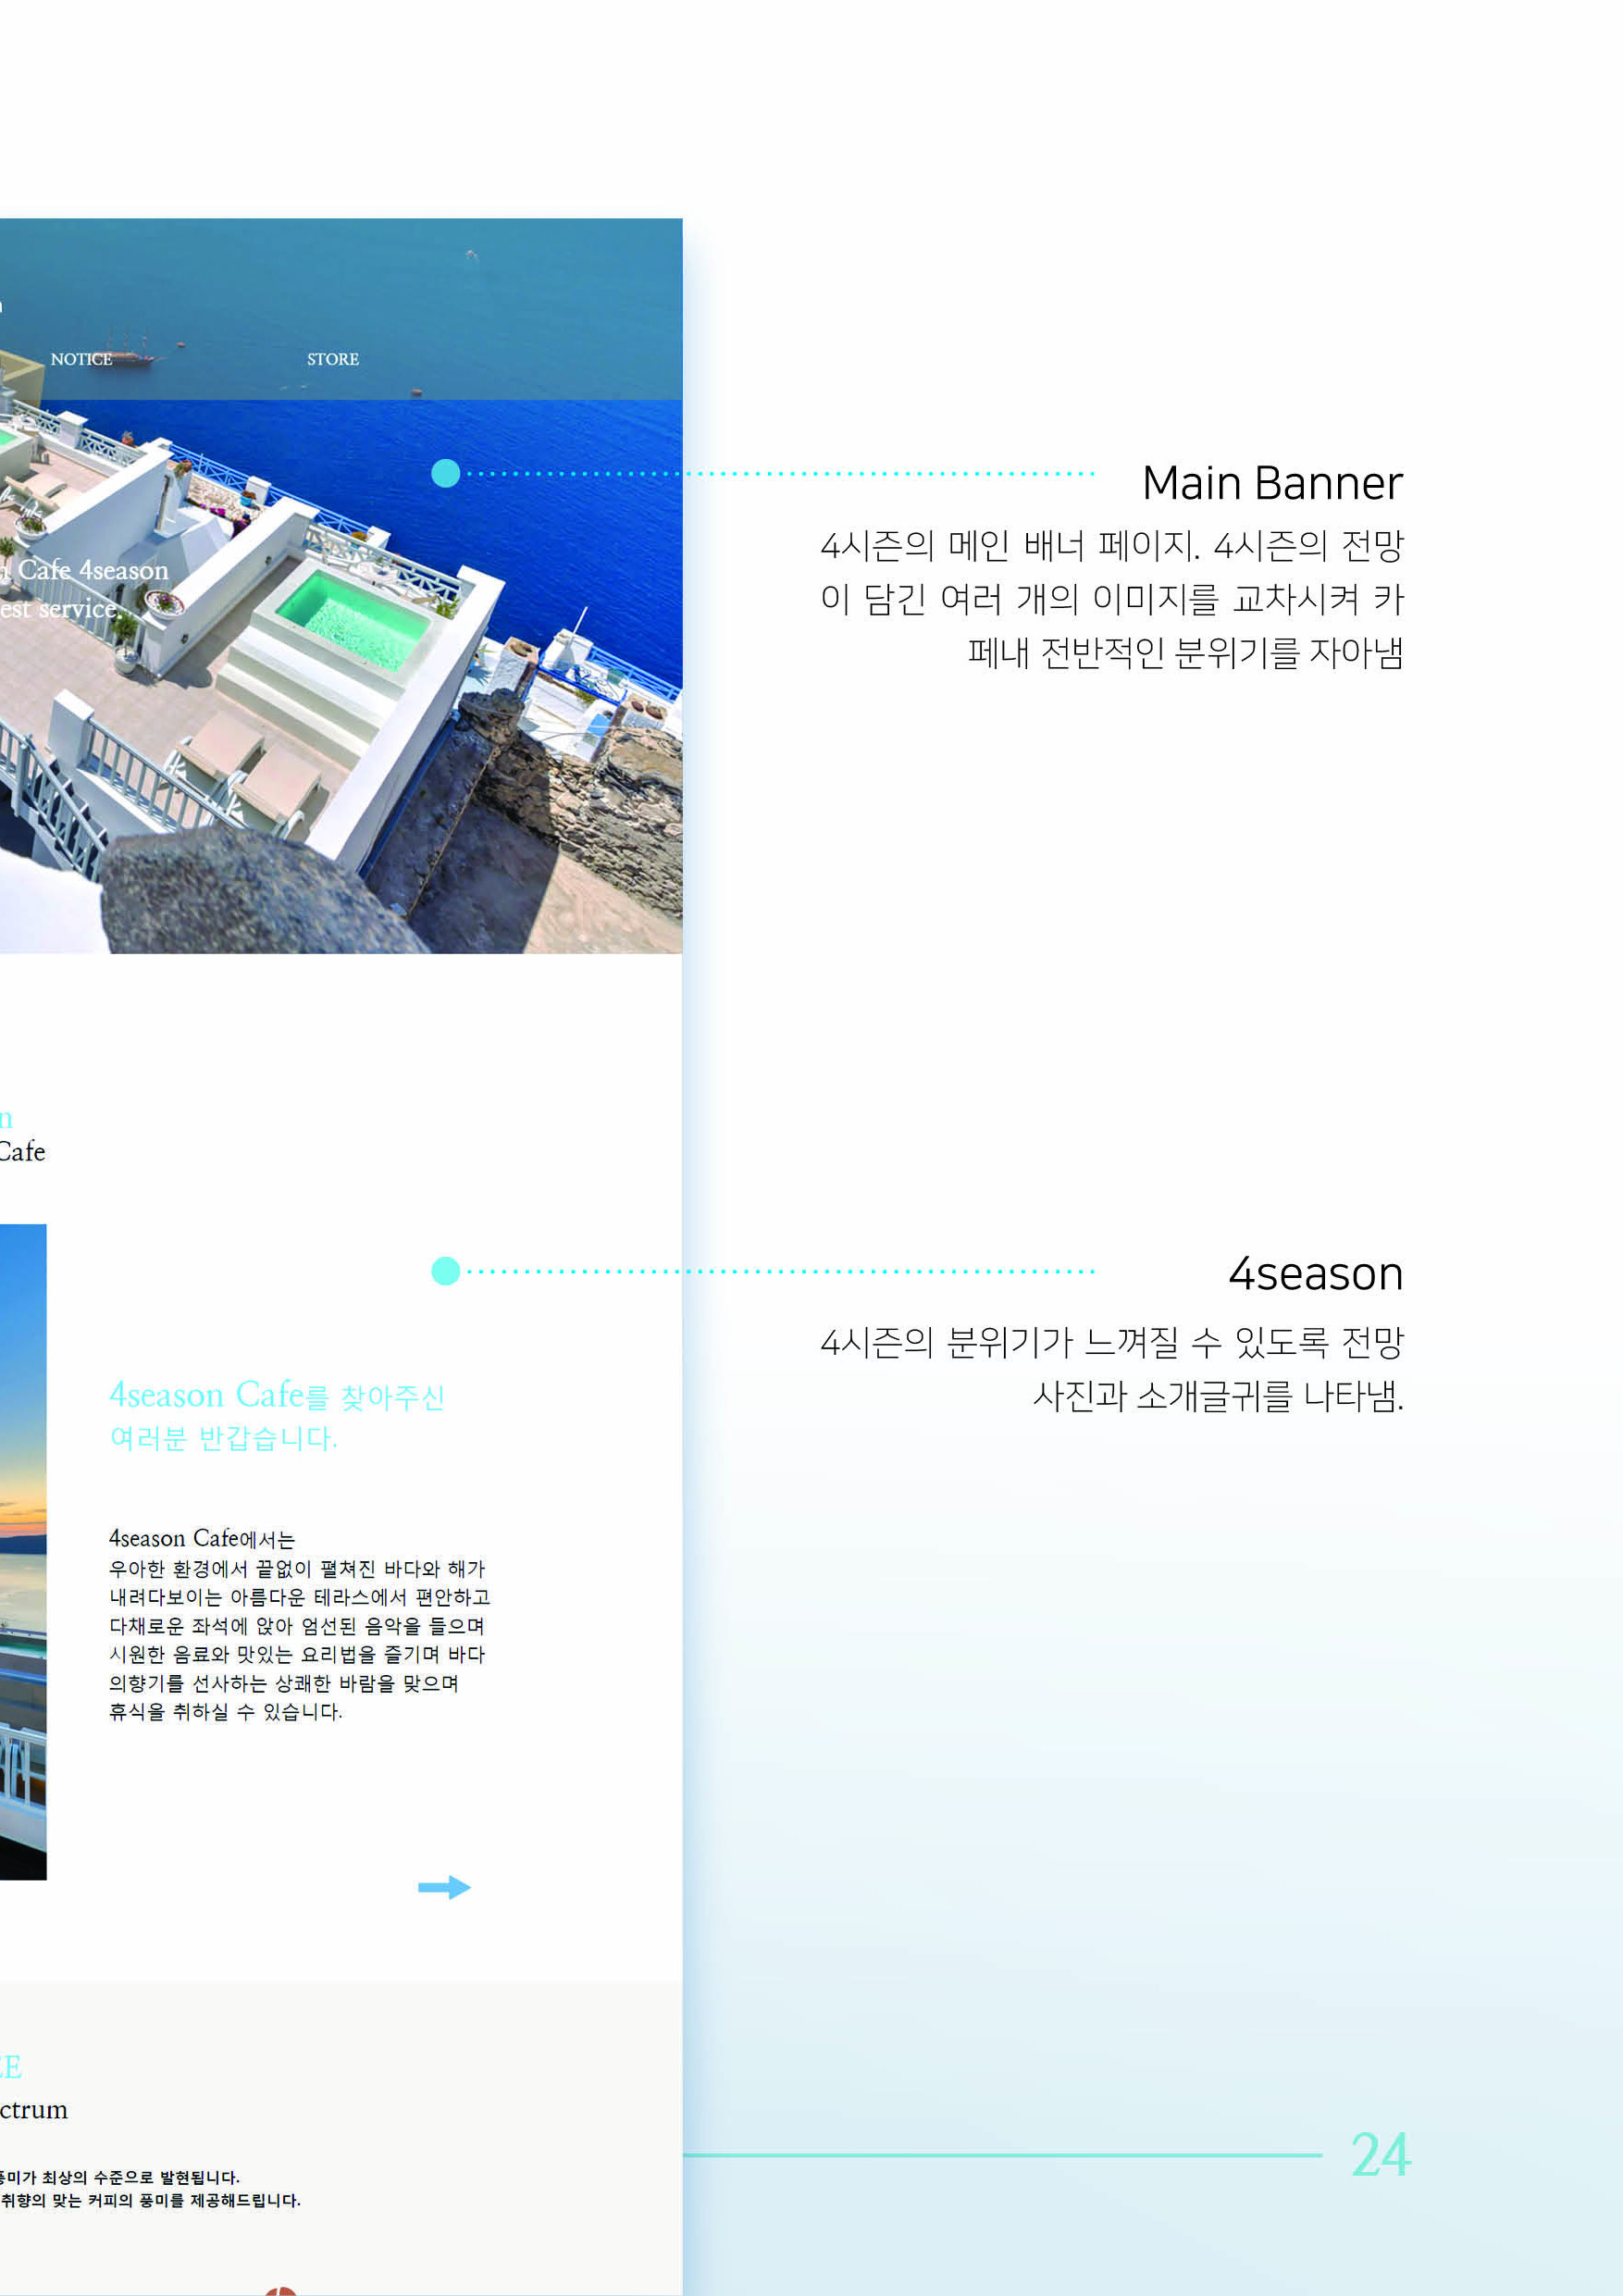 NOTICE
STORE
Cafe 4season
service.
Main Banner
4시즌의 메인 배너 페이지. 4시즌의 전망
이 담긴 여러 개의 이미지를 교차시켜 카
페내 전반적인 분위기를 자아냄
Cafe
4season
4시즌의 분위기가 느껴질 수 있도록 전망
사진과 소개글귀를 나타냄.
4season Cafe를 찾아주신
여러분 반갑습니다.
4season Cafe에서는
우아한 환경에서 끝없이 펼쳐진 바다와 해가
내려다보이는 아름다운 테라스에서 편안하고
다채로운 좌석에 앉아 엄선된 음악을 들으며
시원한 음료와 맛있는 요리법을 즐기며 바다
의향기를 선사하는 상쾌한 바람을 맞으며
휴식을 취하실 수 있습니다.
ctrum
풍미가 최상의 수준으로 발현됩니다.
취향의 맞는 커피의 풍미를 제공해드립니다.
24